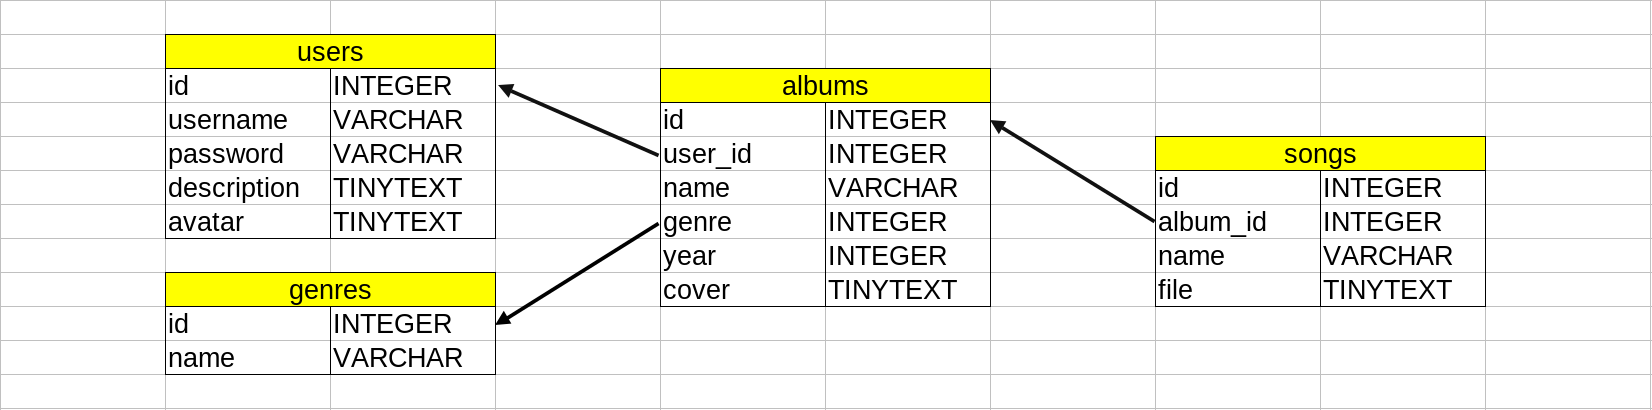 users
id INTEGER
username VARCHAR
password VARCHAR
description TINYTEXT
avatar TINYTEXT
genres
id INTEGER
name VARCHAR
albums
id INTEGER
user_id INTEGER
name VARCHAR
genre INTEGER
year INTEGER
cover TINYTEXT
songs
id INTEGER
album_id INTEGER
name VARCHAR
file TINYTEXT